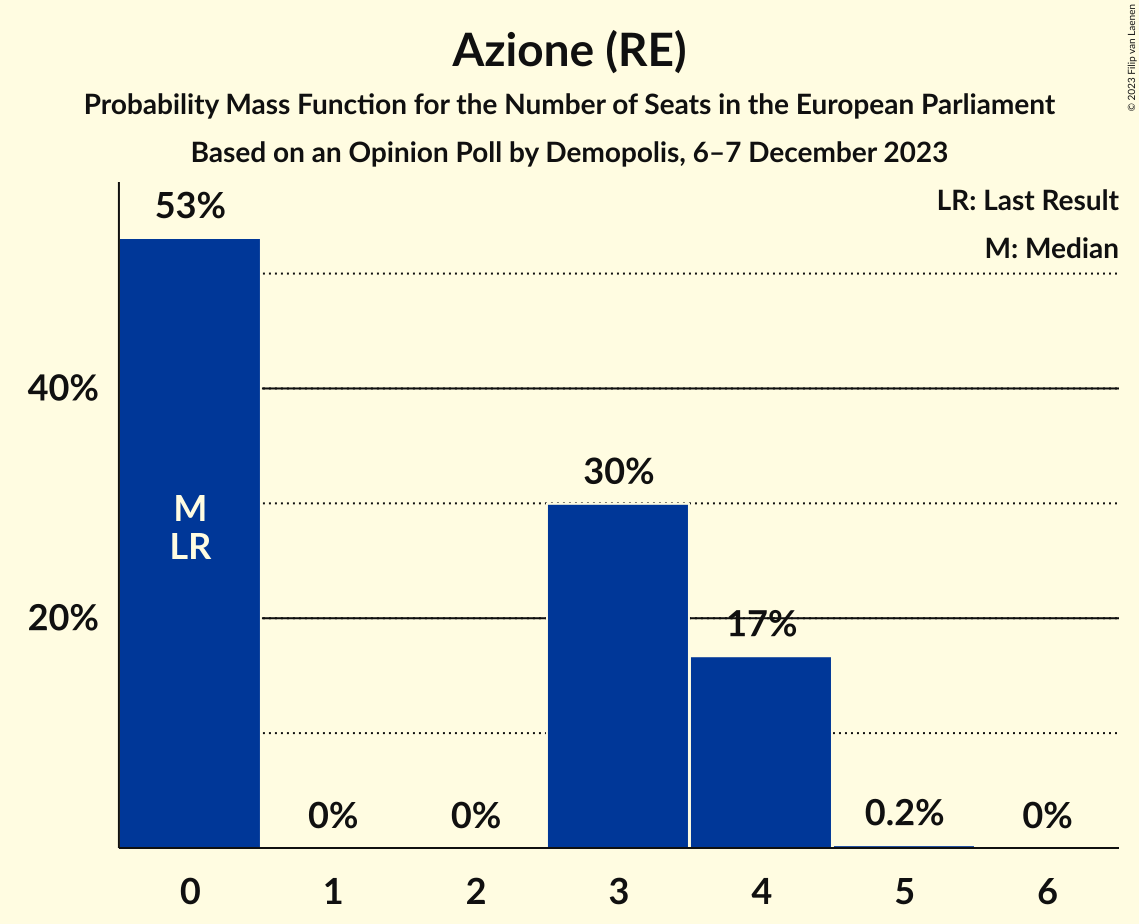 Azione (RE)
Probability Mass Function for the Number of Seats in the European Parliament
Based on an Opinion Poll by Demopolis, 6–7 December 2023
© 2023 Filip van Laenen
LR: Last Result
M: Median
53%
40%
30%
20%
17%
M
LR
0%
0%
0.2%
0%
0
1
2
3
4
5
6